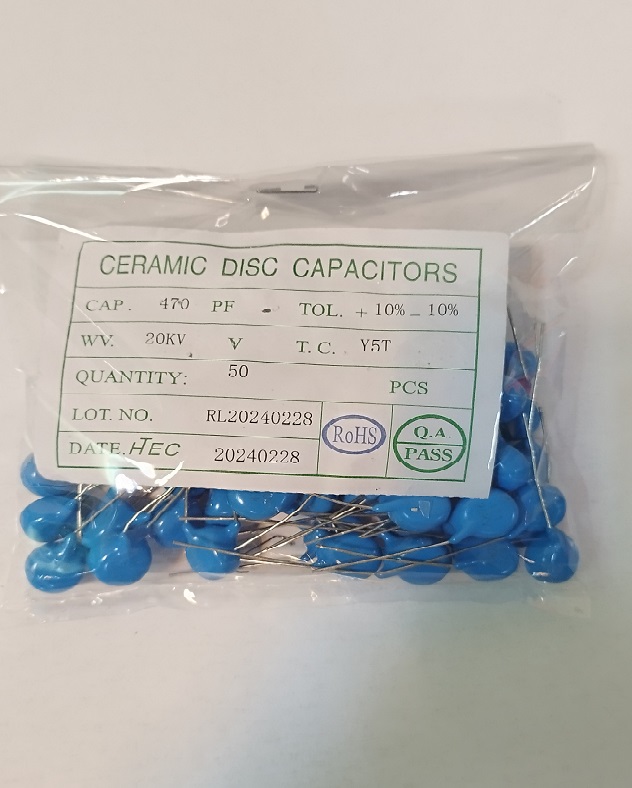 CERAMIC DISC CAPACITORS
CAP. 470 PF - TOL. + 10% - 10%
WV. 20KV V T.C. Y5T
QUANTITY: 50 PCS
LOT. NO. RL20240228
DATE. HEC 20240228
RoHS
Q.A.
PASS